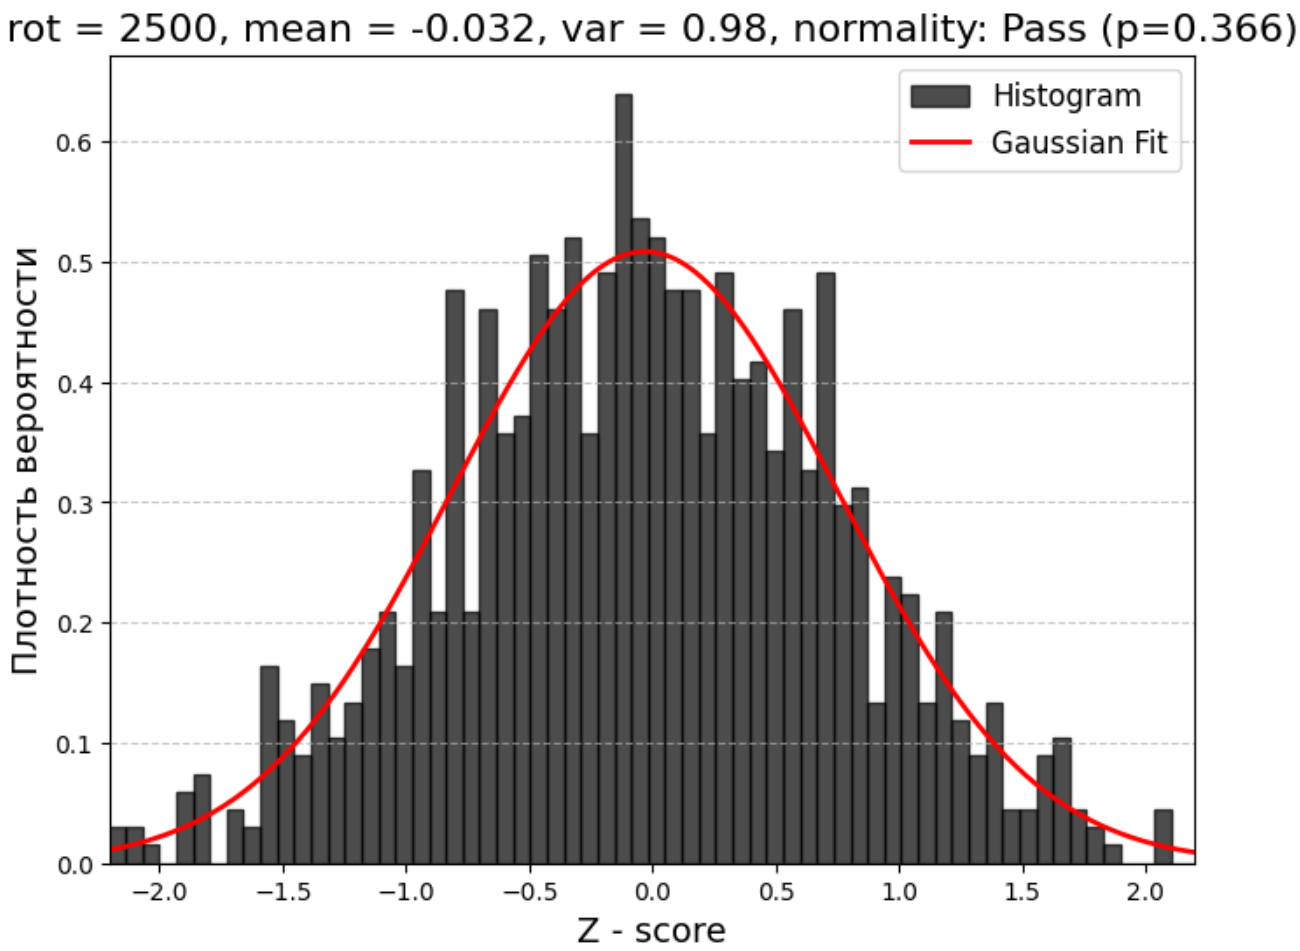 rot = 2500, mean = -0.032, var = 0.98, normality: Pass (p=0.366)
Histogram
Gaussian Fit
Плотность вероятности
0.6
0.5
0.4
0.3
0.2
0.1
0.0
−2.0 −1.5 −1.0 −0.5 0.0 0.5 1.0 1.5 2.0
Z - score